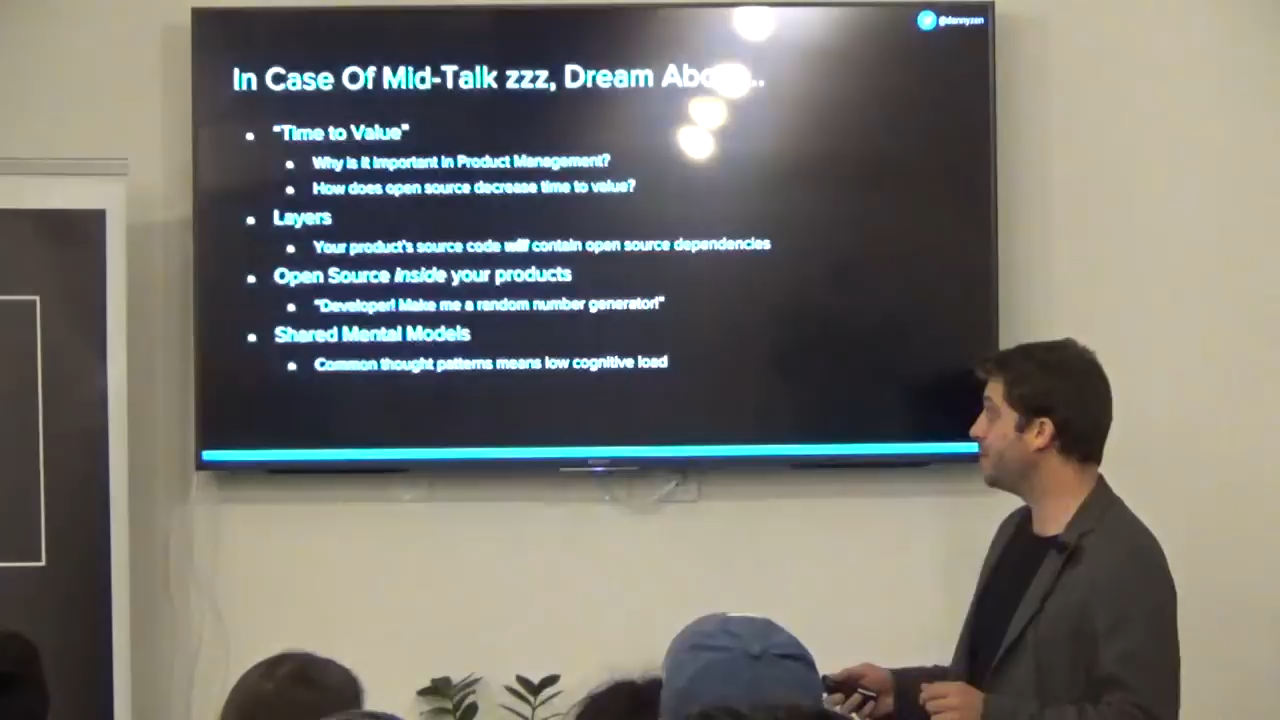 @dannyzen
In Case Of Mid-Talk zzz, Dream
"Time to Value"
Why is it important in Product Management?
How does open source decrease time to value?
Layers
Your product's source code will contain open source dependencies
Open Source inside your products
"Developer! Make me a random number generator!"
Shared Mental Models
Common thought patterns means low cognitive load